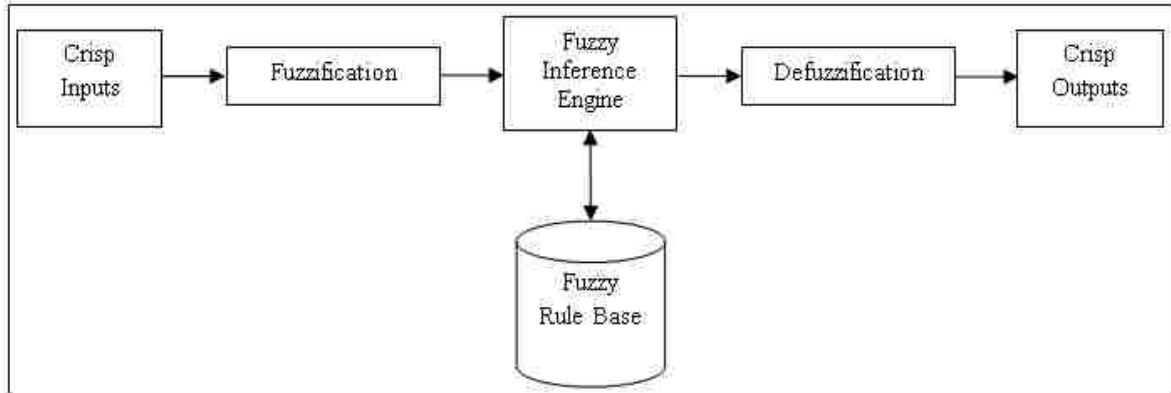 Crisp
Inputs
Fuzzification
Fuzzy
Inference
Engine
Defuzzification
Crisp
Outputs
Fuzzy
Rule Base